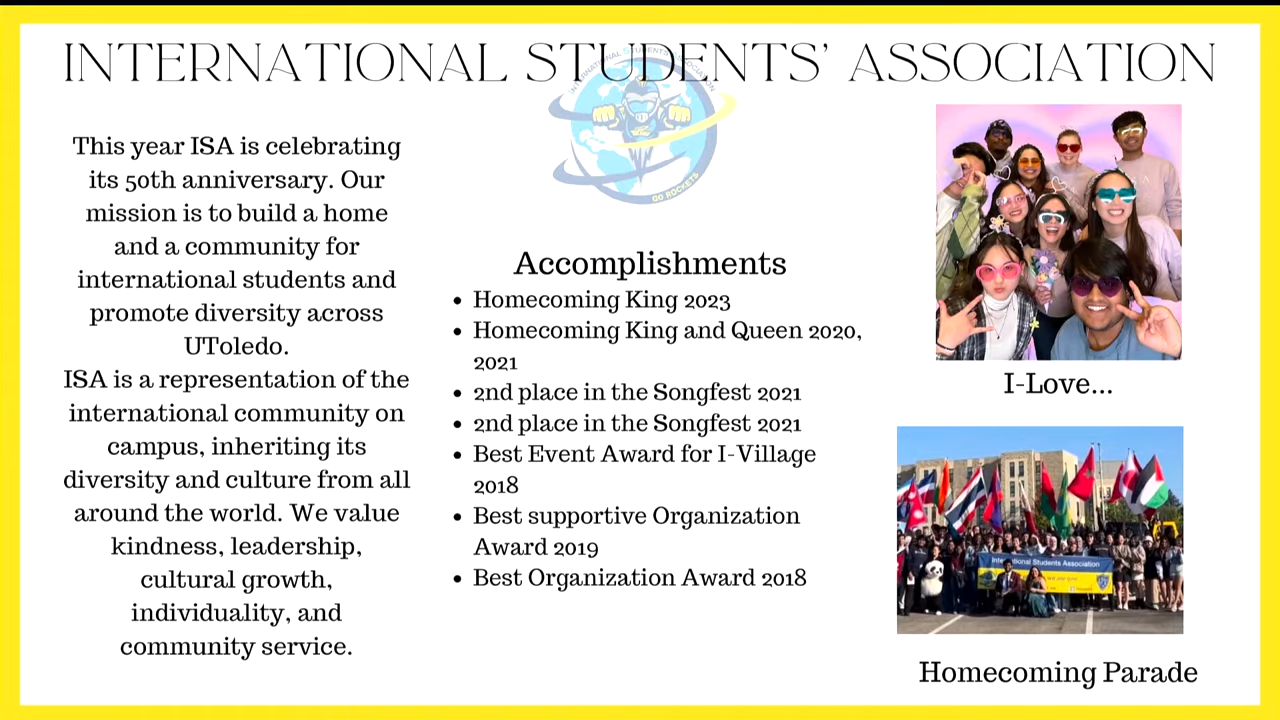 INTERNATIONAL STUDENTS' ASSOCIATION
INTERNATIONAL STUDENTS ASSOCIATION
GO ROCKETS
This year ISA is celebrating
its 50th anniversary. Our
mission is to build a home
and a community for
international students and
promote diversity across
UToledo.
ISA is a representation of the
international community on
campus, inheriting its
diversity and culture from all
around the world. We value
kindness, leadership,
cultural growth,
individuality, and
community service.
Accomplishments
• Homecoming King 2023
• Homecoming King and Queen 2020,
2021
• 2nd place in the Songfest 2021
• 2nd place in the Songfest 2021
• Best Event Award for I-Village
2018
• Best supportive Organization
Award 2019
• Best Organization Award 2018
I-Love...
International Students Association
Homecoming Parade